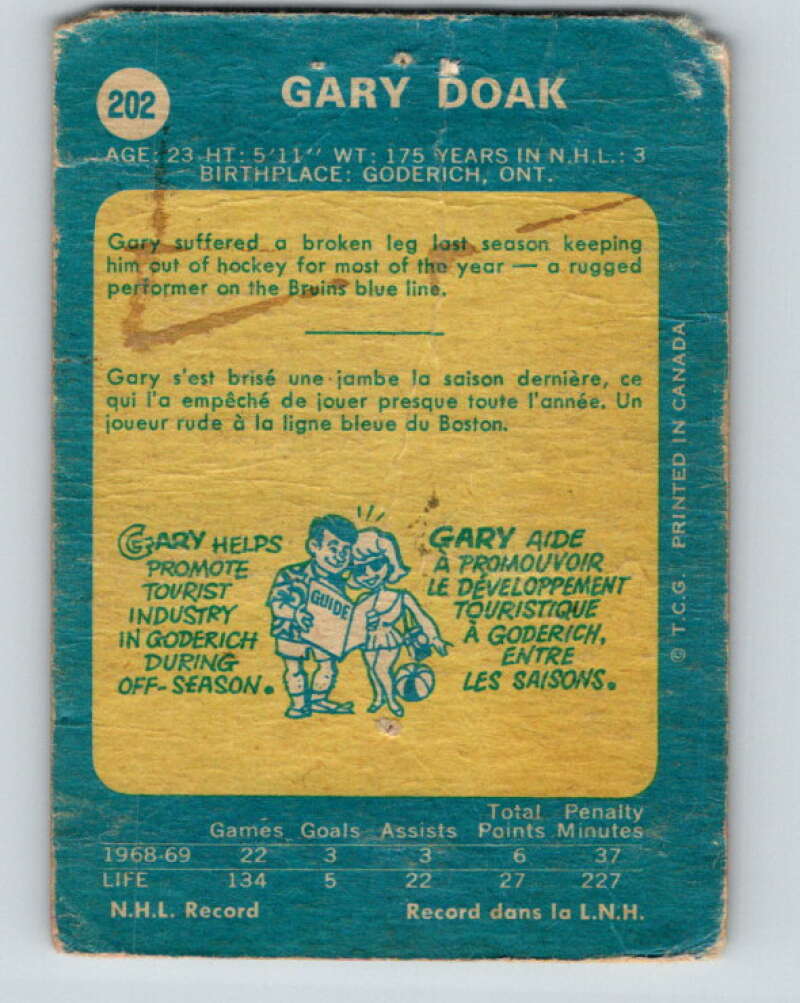 202
GARY DOAK
AGE: 23 HT: 5'11" WT: 175 YEARS IN N.H.L.: 3
BIRTHPLACE: GODERICH, ONT.
Gary suffered a broken leg last season keeping
him out of hockey for most of the year — a rugged
performer on the Bruins blue line.
Gary s'est brisé une jambe la saison dernière, ce
qui l'a empêché de jouer presque toute l'année. Un
joueur rude à la ligne bleue du Boston.
GARY HELPS
PROMOTE
TOURIST
INDUSTRY
IN GODERICH
DURING
OFF-SEASON.
GUIDE
GARY AIDE
À PROMOUVOIR
LE DÉVELOPPEMENT
TOURISTIQUE
À GODERICH,
ENTRE
LES SAISONS.
© T.C.G. PRINTED IN CANADA
Total Penalty
Games Goals Assists Points Minutes
1968-69 22 3 3 6 37
LIFE 134 5 22 27 227
N.H.L. Record Record dans la L.N.H.